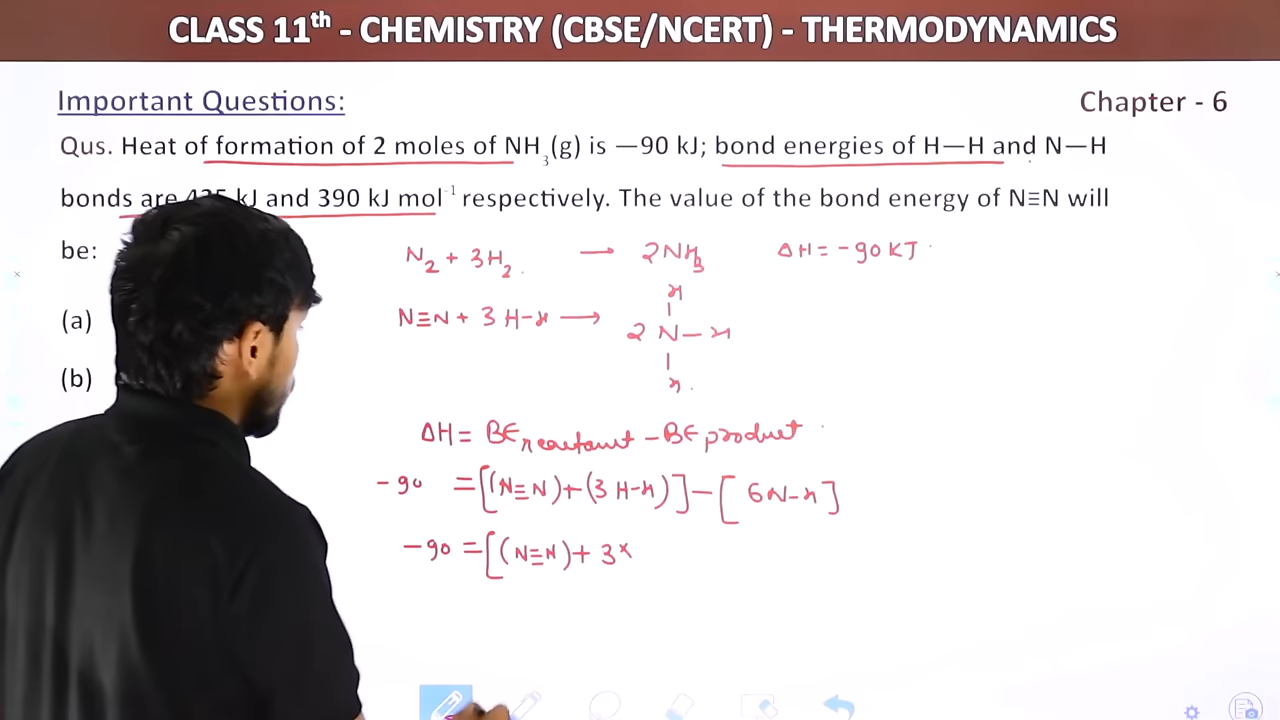 CLASS 11th - CHEMISTRY (CBSE/NCERT) - THERMODYNAMICS
Important Questions:
Chapter - 6
Qus. Heat of formation of 2 moles of NH3(g) is —90 kJ; bond energies of H—H and N—H
bonds are kJ and 390 kJ mol-1 respectively. The value of the bond energy of N≡N will
be:
N2 + 3H2 → 2NH3 ΔH = -90 KJ
(a)
N≡N + 3 H-H → 2 N-H
H
H
(b)
ΔH = BE reactant - BE product
-90 = [(N≡N)+(3 H-H)] - [6N-H]
-90 = [(N≡N)+ 3×